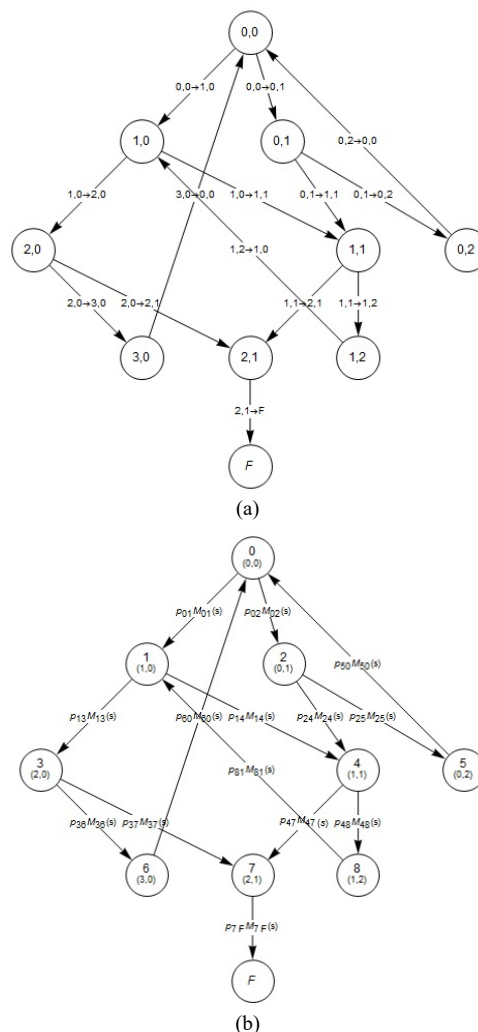 0,0
0,0→1,0 0,0→0,1
1,0 0,1 0,2→0,0
1,0→2,0 3,0→0,0 1,0→1,1 0,1→1,1 0,1→0,2
2,0 1,2→1,0 1,1 0,2
2,0→3,0 2,0→2,1 1,1→2,1 1,1→1,2
3,0 2,1 1,2
2,1→F
F
(a)
0
(0,0)
p01M01(s) p02M02(s)
1 2 p50M50(s)
(1,0) (0,1)
p13M13(s) p60M60(s) p14M14(s) p24M24(s) p25M25(s)
3 p81M81(s) 4 5
(2,0) (1,1) (0,2)
p36M36(s) p37M37(s) p47M47(s) p48M48(s)
6 7 8
(3,0) (2,1) (1,2)
p7FM7F(s)
F
(b)